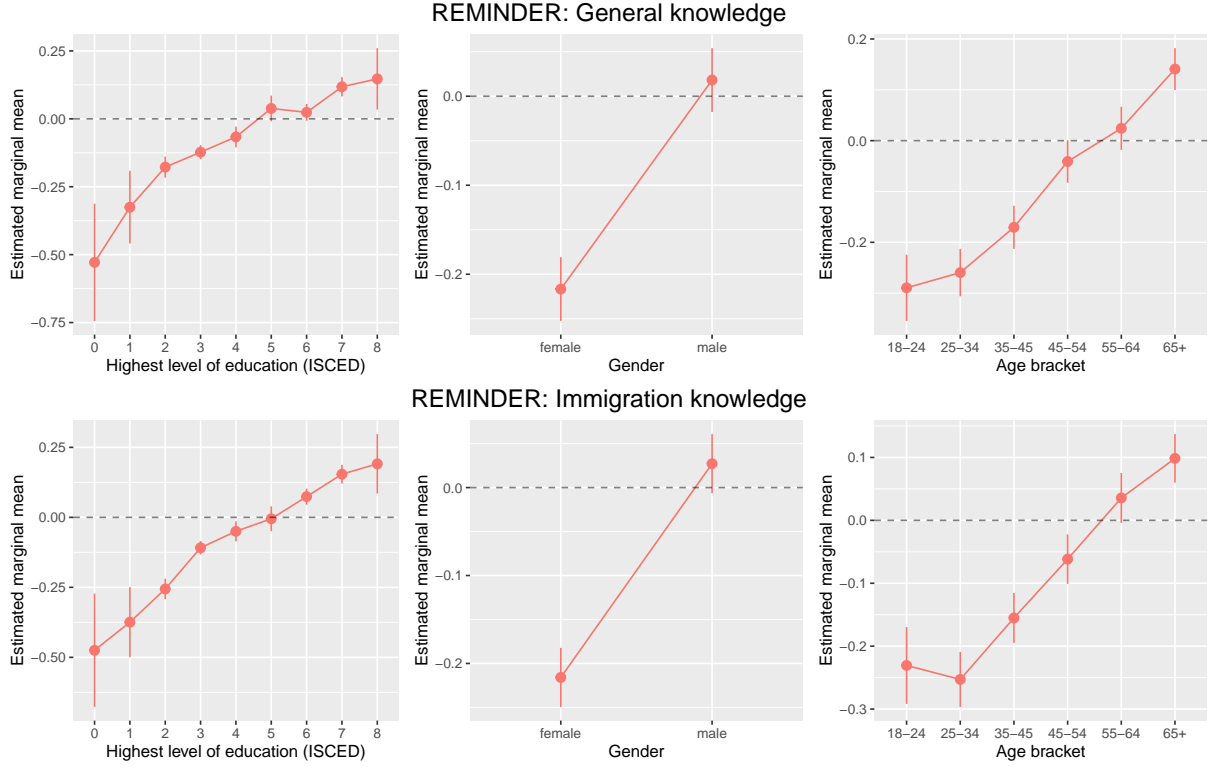 REMINDER: General knowledge
Estimated marginal mean
0.25
0.00
−0.25
−0.50
−0.75
0 1 2 3 4 5 6 7 8
Highest level of education (ISCED)
Estimated marginal mean
0.0
−0.1
−0.2
female male
Gender
Estimated marginal mean
0.2
0.0
−0.2
18−24 25−34 35−45 45−54 55−64 65+
Age bracket
REMINDER: Immigration knowledge
Estimated marginal mean
0.25
0.00
−0.25
−0.50
0 1 2 3 4 5 6 7 8
Highest level of education (ISCED)
Estimated marginal mean
0.0
−0.1
−0.2
female male
Gender
Estimated marginal mean
0.1
0.0
−0.1
−0.2
−0.3
18−24 25−34 35−45 45−54 55−64 65+
Age bracket